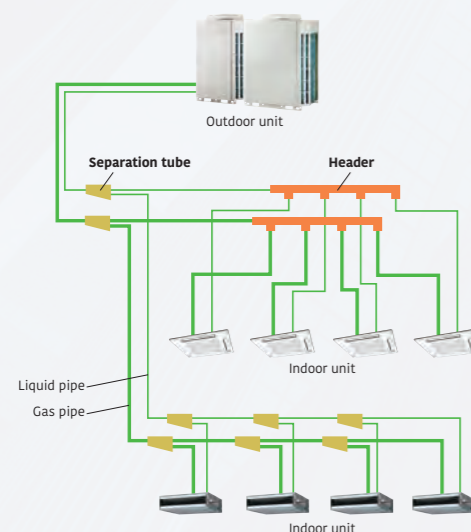 Outdoor unit
Separation tube
Header
Indoor unit
Liquid pipe
Gas pipe
Indoor unit